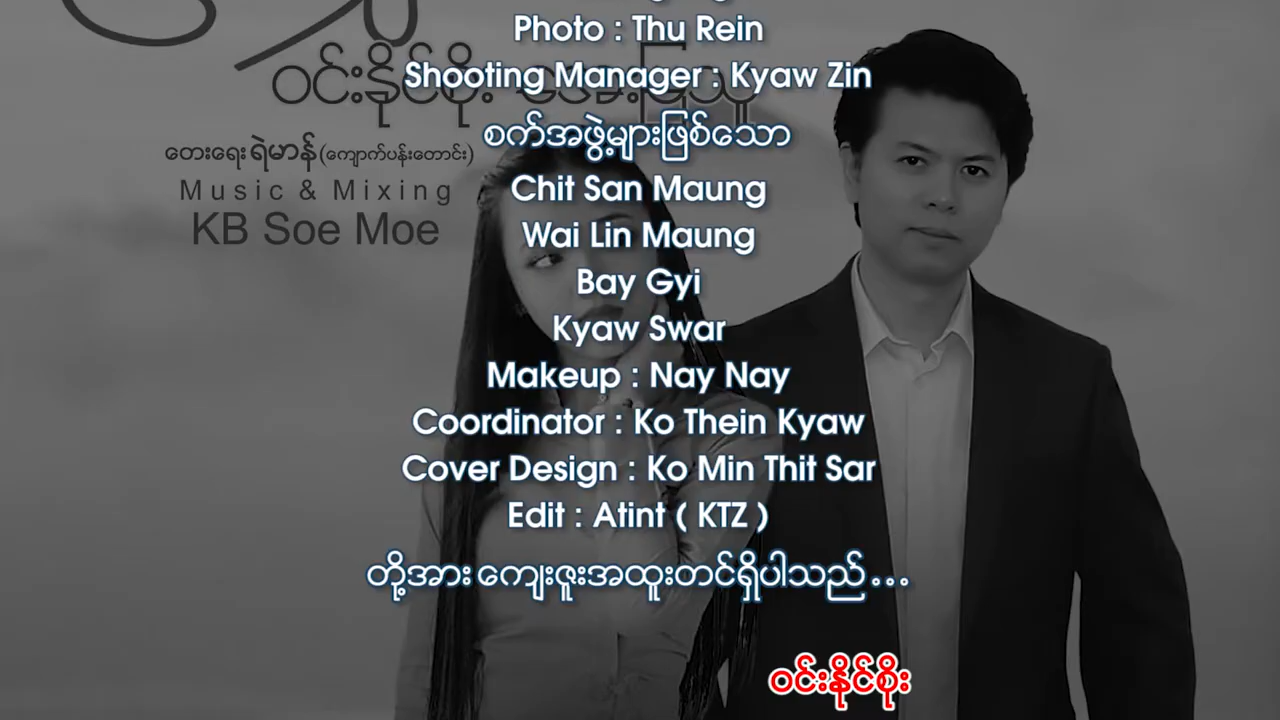 Photo : Thu Rein
ဝင်းနိုင်စိုး
Shooting Manager : Kyaw Zin
စက်အဖွဲ့များဖြစ်သော
တေးရေး ရဲမာန် (ကျောက်ပန်းတောင်း)
Music & Mixing
KB Soe Moe
Chit San Maung
Wai Lin Maung
Bay Gyi
Kyaw Swar
Makeup : Nay Nay
Coordinator : Ko Thein Kyaw
Cover Design : Ko Min Thit Sar
Edit : Atint ( KTZ )
တို့အား ကျေးဇူးအထူးတင်ရှိပါသည် ...
ဝင်းနိုင်စိုး